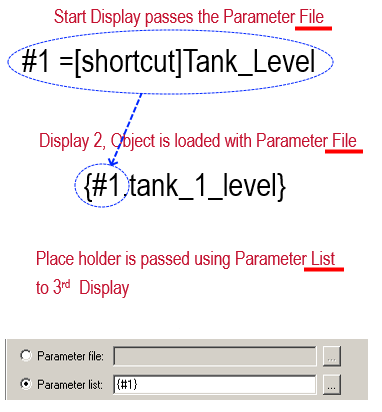 Start Display passes the Parameter File
#1 =[shortcut]Tank_Level
Display 2, Object is loaded with Parameter File
{#1.tank_1_level}
Place holder is passed using Parameter List
to 3rd Display
Parameter file: ...
Parameter list: {#1} ...